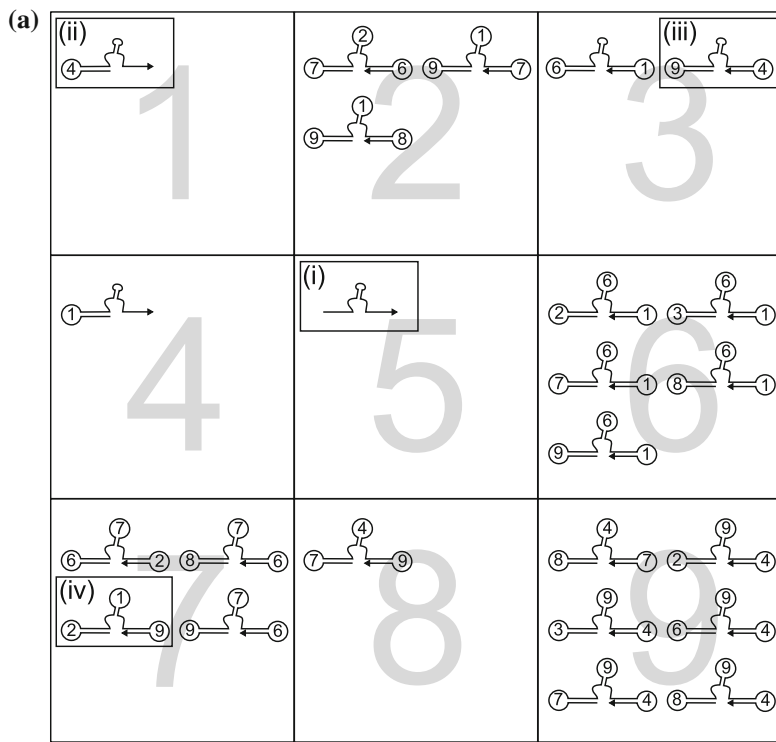 (a)
(ii) 2 1 (iii)
4 7 6 9 7 6 1 9 4
1
9 8
1 2 3
(i) 6 6
1 2 1 3 1
6 6
7 1 8 1
4 5 6
6
9 1
7 7 4 4 9
6 2 8 6 7 9 8 7 2 4
(iv) 1 7 9 9
2 9 9 6 3 4 6 4
7 8 9
9 9
7 4 8 4